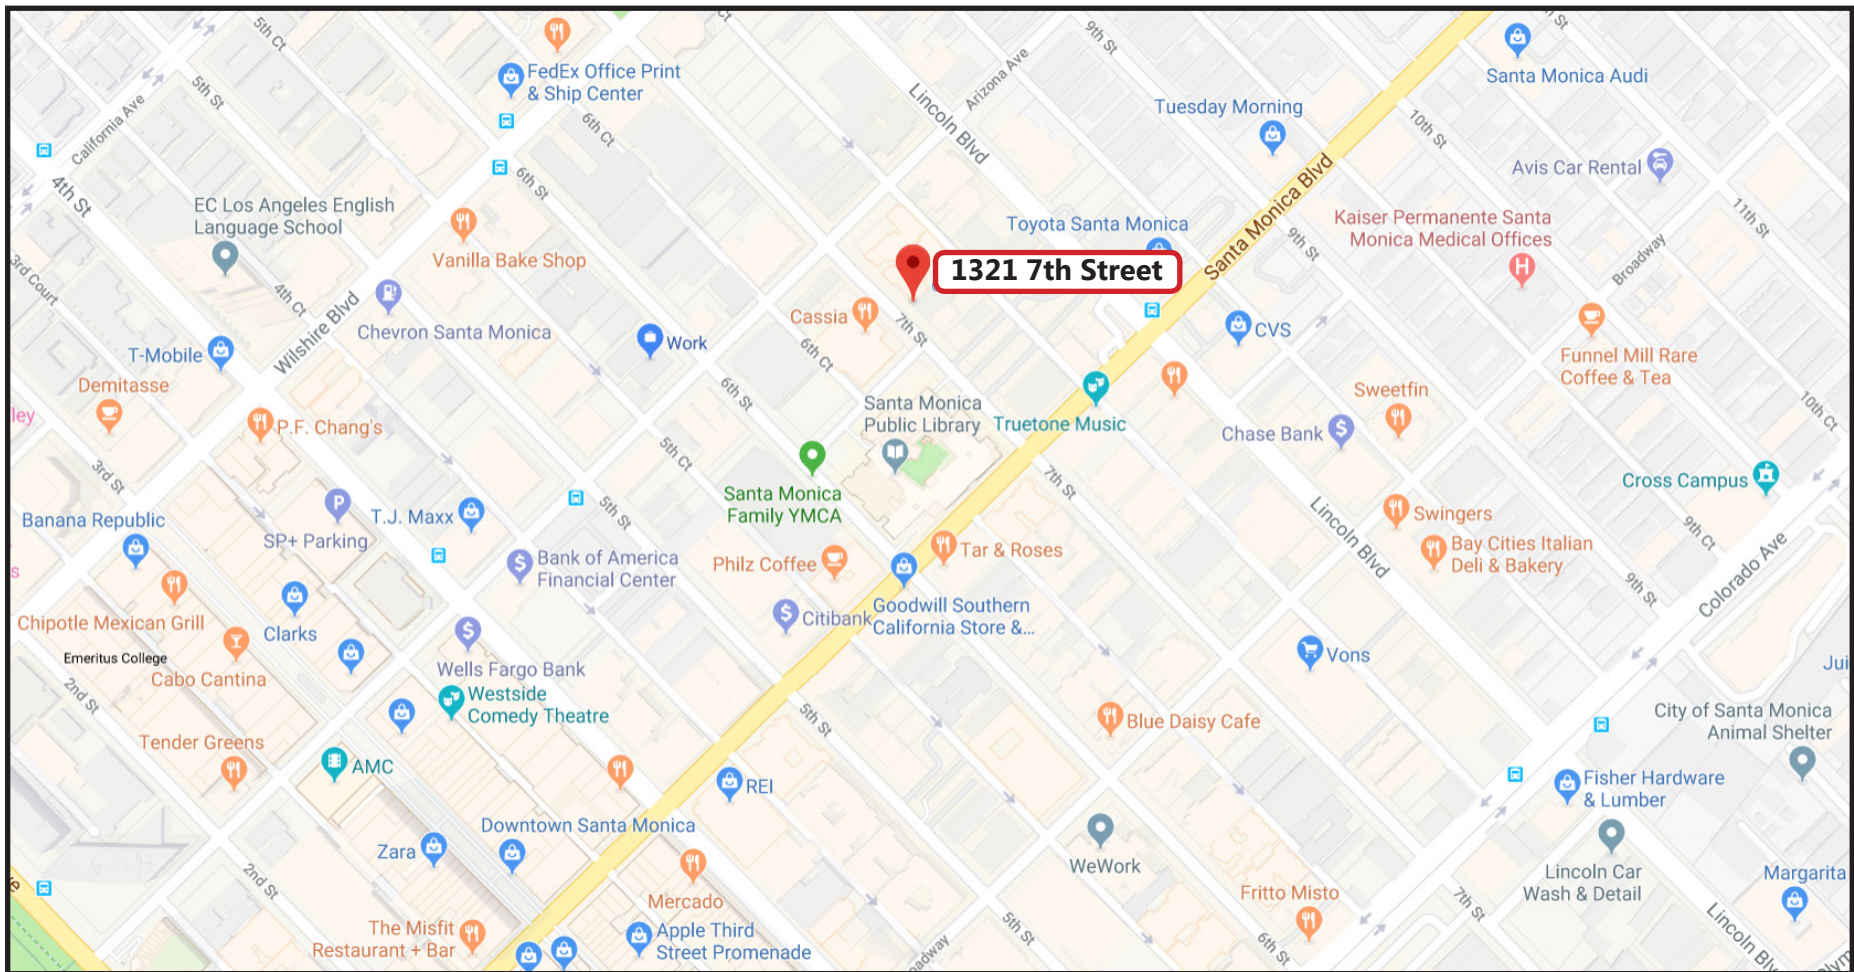 5th Ct
Ct
9th St
St
Santa Monica Audi
FedEx Office Print
& Ship Center
5th St
California Ave
6th Ct
Lincoln Blvd
Arizona Ave
Tuesday Morning
10th St
Avis Car Rental
4th St
6th St
EC Los Angeles English
Language School
Vanilla Bake Shop
Toyota Santa Monica
Santa Monica Blvd
9th St
Kaiser Permanente Santa
Monica Medical Offices
H
11th St
Broadway
3rd Court
4th Ct
1321 7th Street
Wilshire Blvd
Chevron Santa Monica
Cassia
7th St
CVS
Work
6th Ct
T-Mobile
Funnel Mill Rare
Coffee & Tea
Demitasse
6th St
Sweetfin
10th Ct
ley
P.F. Chang's
Santa Monica
Public Library
Truetone Music
Chase Bank
$
3rd St
5th Ct
7th St
Cross Campus
Santa Monica
Family YMCA
P
SP+ Parking
T.J. Maxx
5th St
Banana Republic
Lincoln Blvd
Swingers
9th Ct
Bay Cities Italian
Deli & Bakery
s
$
Bank of America
Financial Center
Philz Coffee
Tar & Roses
9th St
Colorado Ave
Chipotle Mexican Grill
Clarks
$
Citibank
Goodwill Southern
California Store &...
Emeritus College
Cabo Cantina
$
Wells Fargo Bank
Vons
Jui
2nd St
Westside
Comedy Theatre
5th St
Blue Daisy Cafe
City of Santa Monica
Animal Shelter
Tender Greens
AMC
REI
Fisher Hardware
& Lumber
Downtown Santa Monica
Zara
WeWork
Lincoln Car
Wash & Detail
Margarita
2nd St
e
Mercado
Fritto Misto
7th St
The Misfit
Restaurant + Bar
Apple Third
Street Promenade
oadway
5th St
6th St
Lincoln Blv
Olym